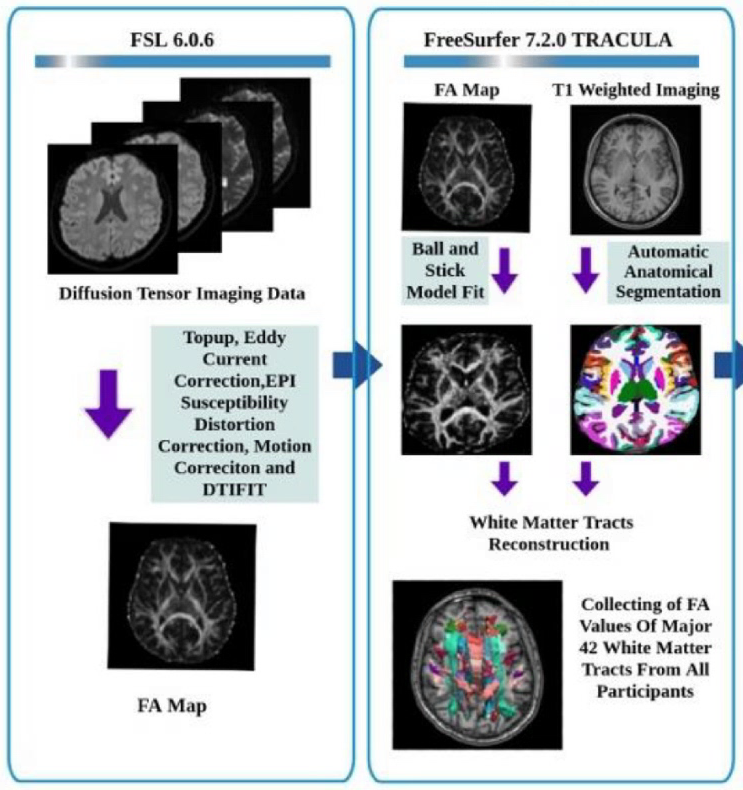 FSL 6.0.6
Diffusion Tensor Imaging Data
Topup, Eddy
Current
Correction,EPI
Susceptibility
Distortion
Correction, Motion
Correciton and
DTIFIT
FA Map
FreeSurfer 7.2.0 TRACULA
FA Map
T1 Weighted Imaging
Ball and
Stick
Model Fit
Automatic
Anatomical
Segmentation
White Matter Tracts
Reconstruction
Collecting of FA
Values Of Major
42 White Matter
Tracts From All
Participants